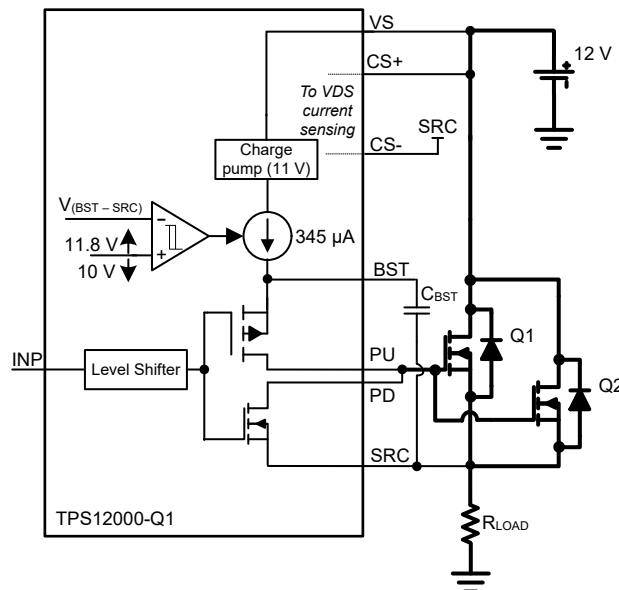 VS
CS+
12 V
To VDS
current
sensing
SRC
CS-
Charge
pump (11 V)
V(BST – SRC)
11.8 V
10 V
345 µA
BST
CBST
Q1
INP
Level Shifter
PU
PD
Q2
SRC
TPS12000-Q1
RLOAD